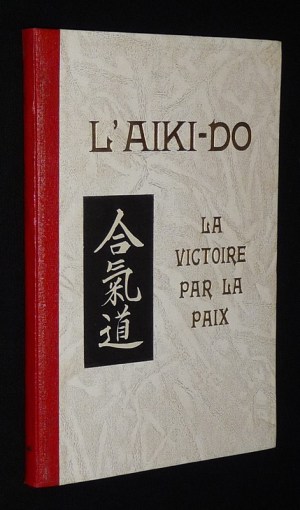 L'AIKI-DO
合氣道
LA
VICTOIRE
PAR LA
PAIX